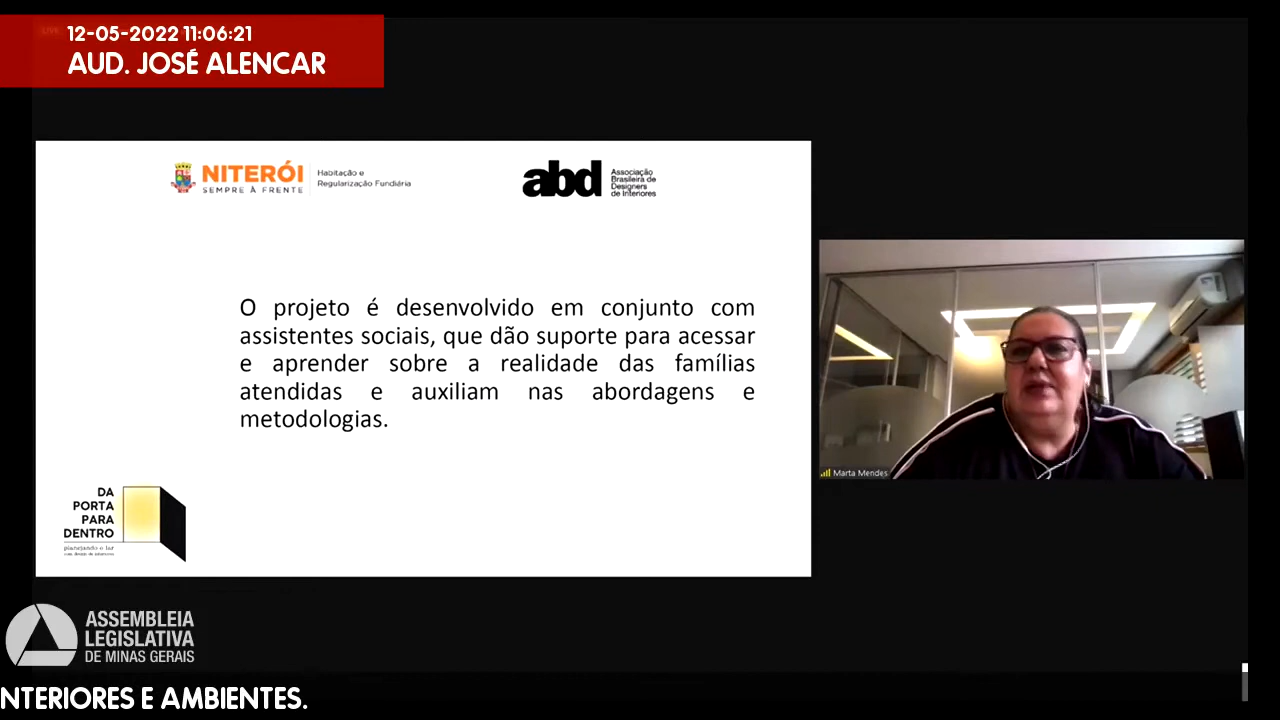 12-05-2022 11:06:21
AUD. JOSÉ ALENCAR
NITERÓI
SEMPRE À FRENTE
Habitação e
Regularização Fundiária
abd
Associação
Brasileira de
Designers
de Interiores
O projeto é desenvolvido em conjunto com
assistentes sociais, que dão suporte para acessar
e aprender sobre a realidade das famílias
atendidas e auxiliam nas abordagens e
metodologias.
DA
PORTA
PARA
DENTRO
planejando o lar
Marta Mendes
ASSEMBLEIA
LEGISLATIVA
DE MINAS GERAIS
NTERIORES E AMBIENTES.